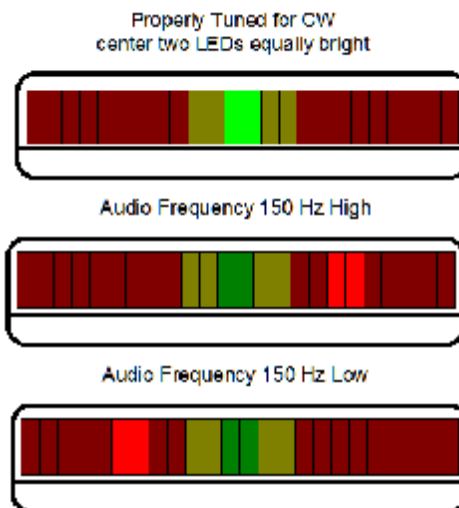 Properly Tuned for CW
center two LEDs equally bright
Audio Frequency 150 Hz High
Audio Frequency 150 Hz Low